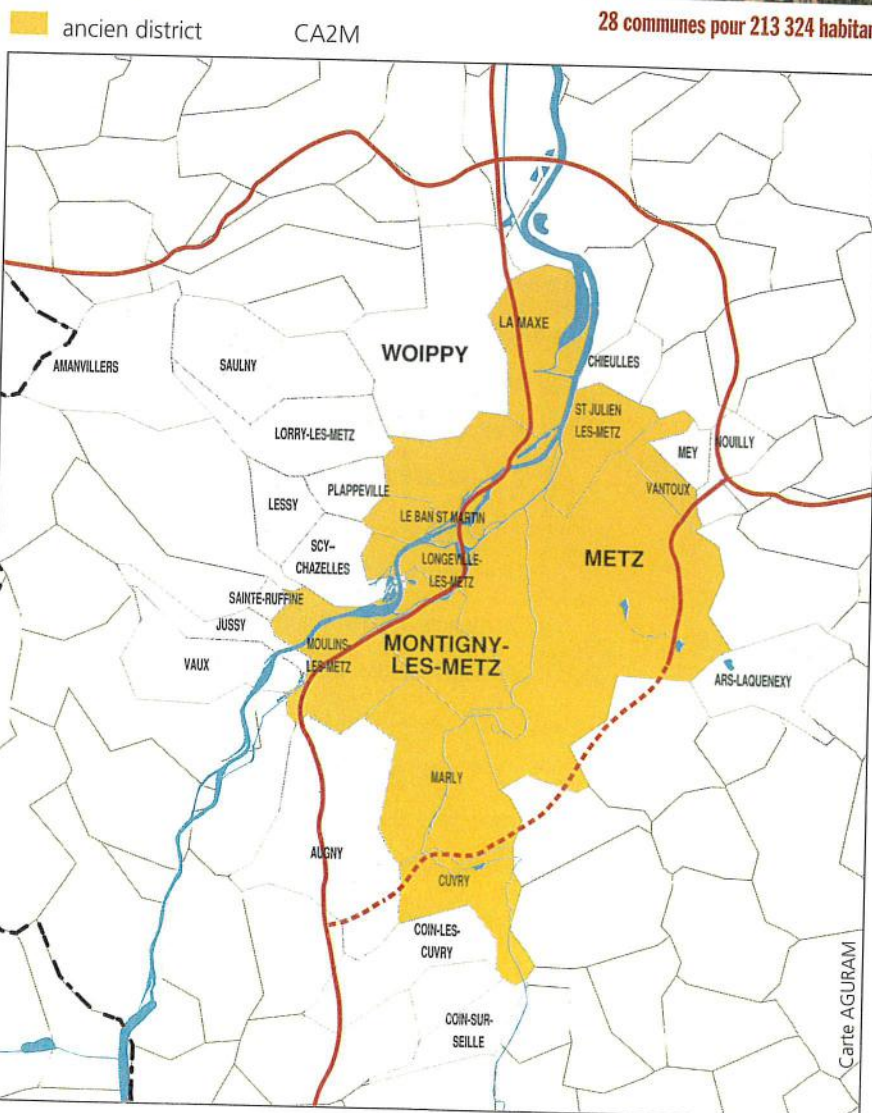 ancien district
CA2M
28 communes pour 213 324 habitan
LA MAXE
WOIPPY
CHIEULLES
AMANVILLERS
SAULNY
ST JULIEN
LES-METZ
LORRY-LES-METZ
MEY
NOUILLY
PLAPPEVILLE
VANTOUX
LESSY
LE BAN ST MARTIN
SCY-
CHAZELLES
LONGEVILLE-
LES-METZ
METZ
SAINTE-RUFFINE
JUSSY
MOULINS-
LES-METZ
MONTIGNY-
LES-METZ
VAUX
ARS-LAQUENEXY
MARLY
AUGNY
CUVRY
COIN-LES-
CUVRY
COIN-SUR-
SEILLE
Carte AGURAM